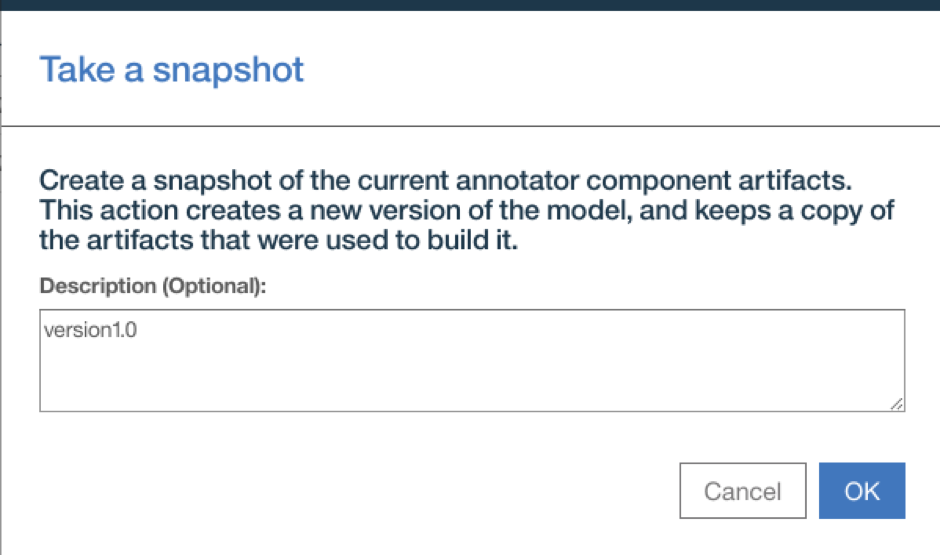 Take a snapshot
Create a snapshot of the current annotator component artifacts.
This action creates a new version of the model, and keeps a copy of
the artifacts that were used to build it.
Description (Optional):
version1.0
Cancel
OK